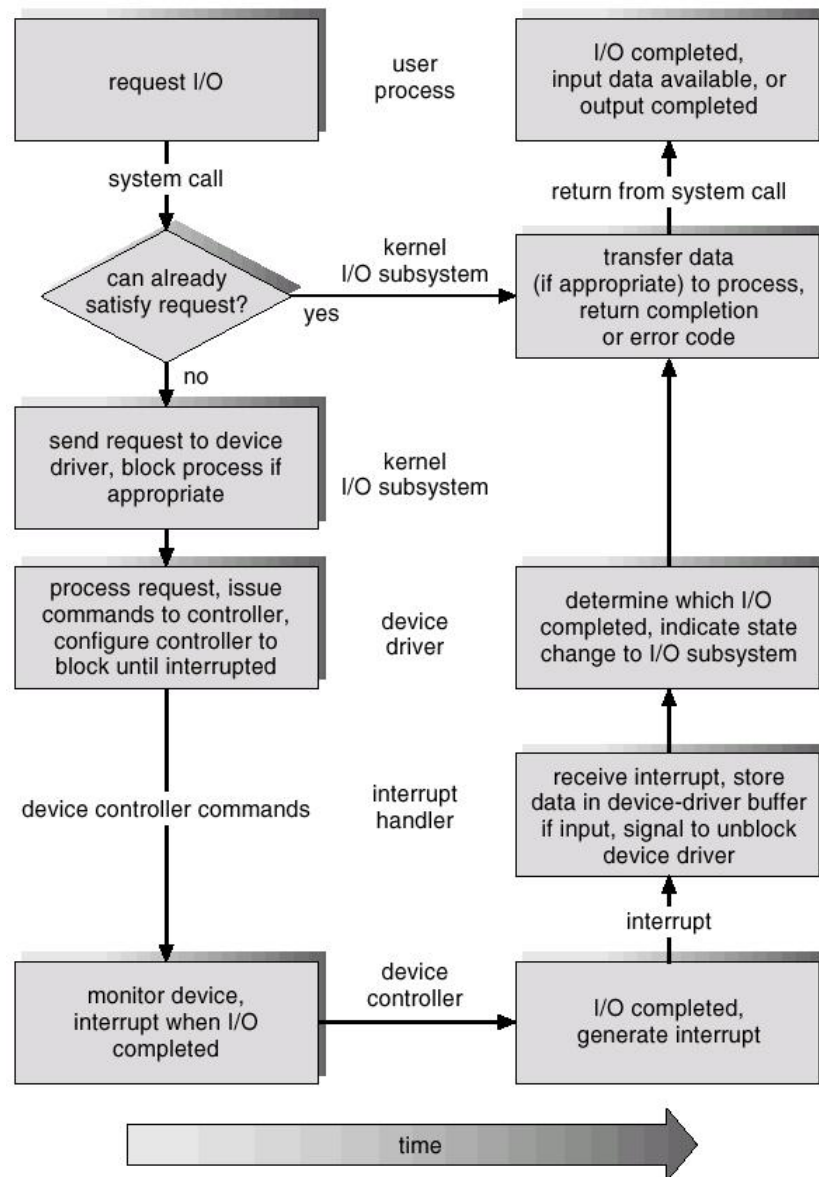 request I/O
user
process
I/O completed,
input data available, or
output completed
system call
return from system call
can already
satisfy request?
kernel
I/O subsystem
yes
transfer data
(if appropriate) to process,
return completion
or error code
no
send request to device
driver, block process if
appropriate
kernel
I/O subsystem
process request, issue
commands to controller,
configure controller to
block until interrupted
device
driver
determine which I/O
completed, indicate state
change to I/O subsystem
device controller commands
interrupt
handler
receive interrupt, store
data in device-driver buffer
if input, signal to unblock
device driver
interrupt
monitor device,
interrupt when I/O
completed
device
controller
I/O completed,
generate interrupt
time